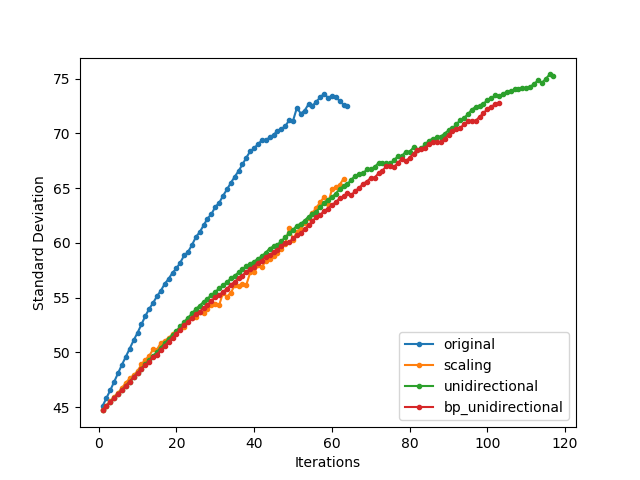 75
70
65
60
55
50
45
Standard Deviation
0
20
40
60
80
100
120
Iterations
original
scaling
unidirectional
bp_unidirectional